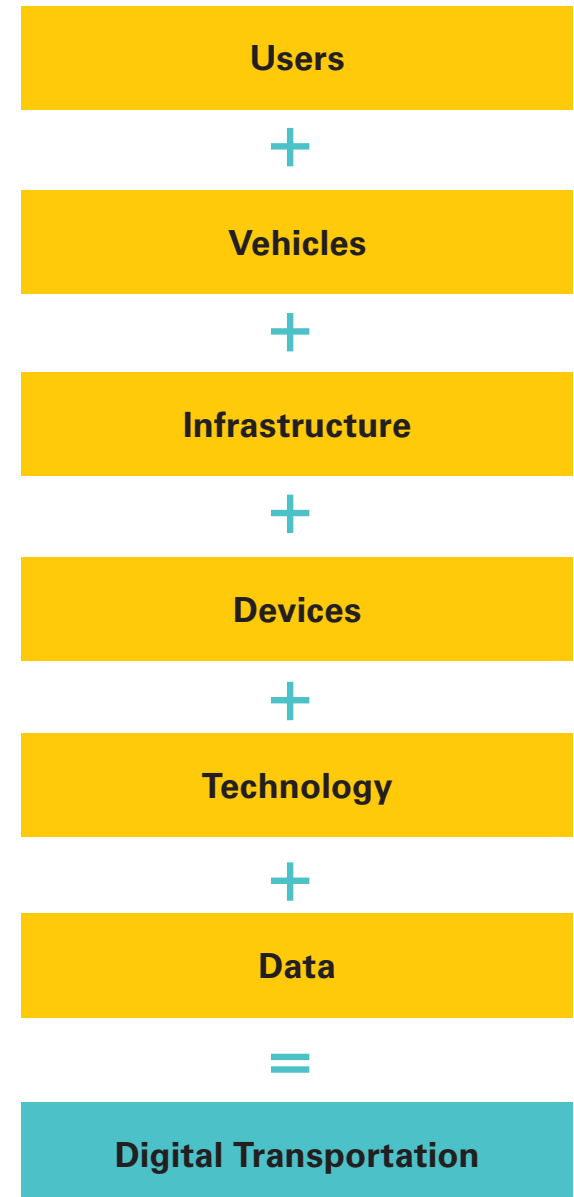 Users
+
Vehicles
+
Infrastructure
+
Devices
+
Technology
+
Data
=
Digital Transportation